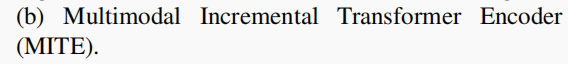 (b) Multimodal Incremental Transformer Encoder
(MITE).